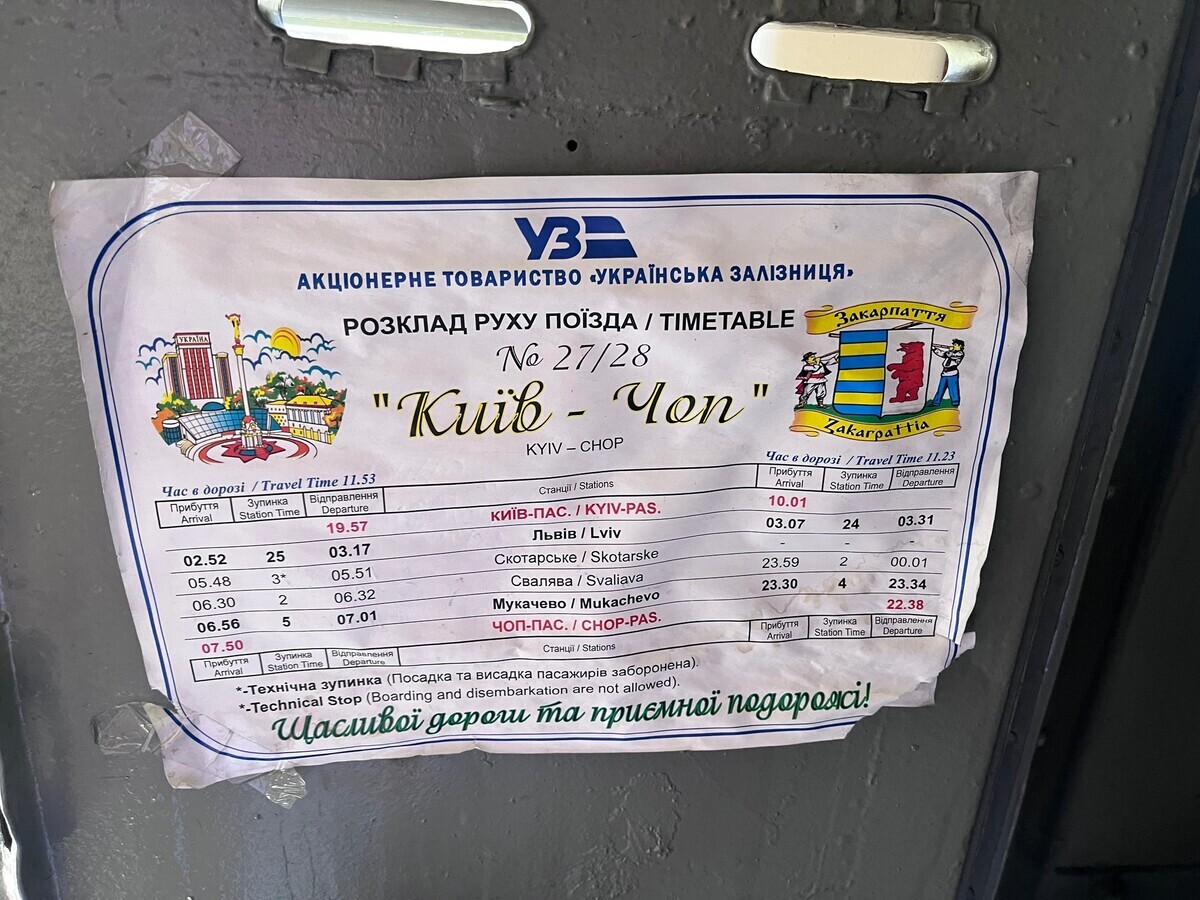 УЗ
АКЦІОНЕРНЕ ТОВАРИСТВО «УКРАЇНСЬКА ЗАЛІЗНИЦЯ»
РОЗКЛАД РУХУ ПОЇЗДА / TIMETABLE
№ 27/28
"Київ - Чоп"
KYIV – CHOP
УКРАЇНА
Закарпаття
Zakarpattia
Час в дорозі / Travel Time 11.53
Час в дорозі / Travel Time 11.23
Прибуття Arrival Зупинка Station Time Відправлення Departure Станції / Stations Прибуття Arrival Зупинка Station Time Відправлення Departure
19.57 КИЇВ-ПАС. / KYIV-PAS. 10.01
02.52 25 03.17 Львів / Lviv 03.07 24 03.31
05.48 3* 05.51 Скотарське / Skotarske - - -
06.30 2 06.32 Свалява / Svaliava 23.59 2 00.01
06.56 5 07.01 Мукачево / Mukachevo 23.30 4 23.34
07.50 ЧОП-ПАС. / CHOP-PAS. 22.38
Прибуття Arrival Зупинка Station Time Відправлення Departure Станції / Stations Прибуття Arrival Зупинка Station Time Відправлення Departure
*-Технічна зупинка (Посадка та висадка пасажирів заборонена).
*-Technical Stop (Boarding and disembarkation are not allowed).
Щасливої дороги та приємної подорожі!